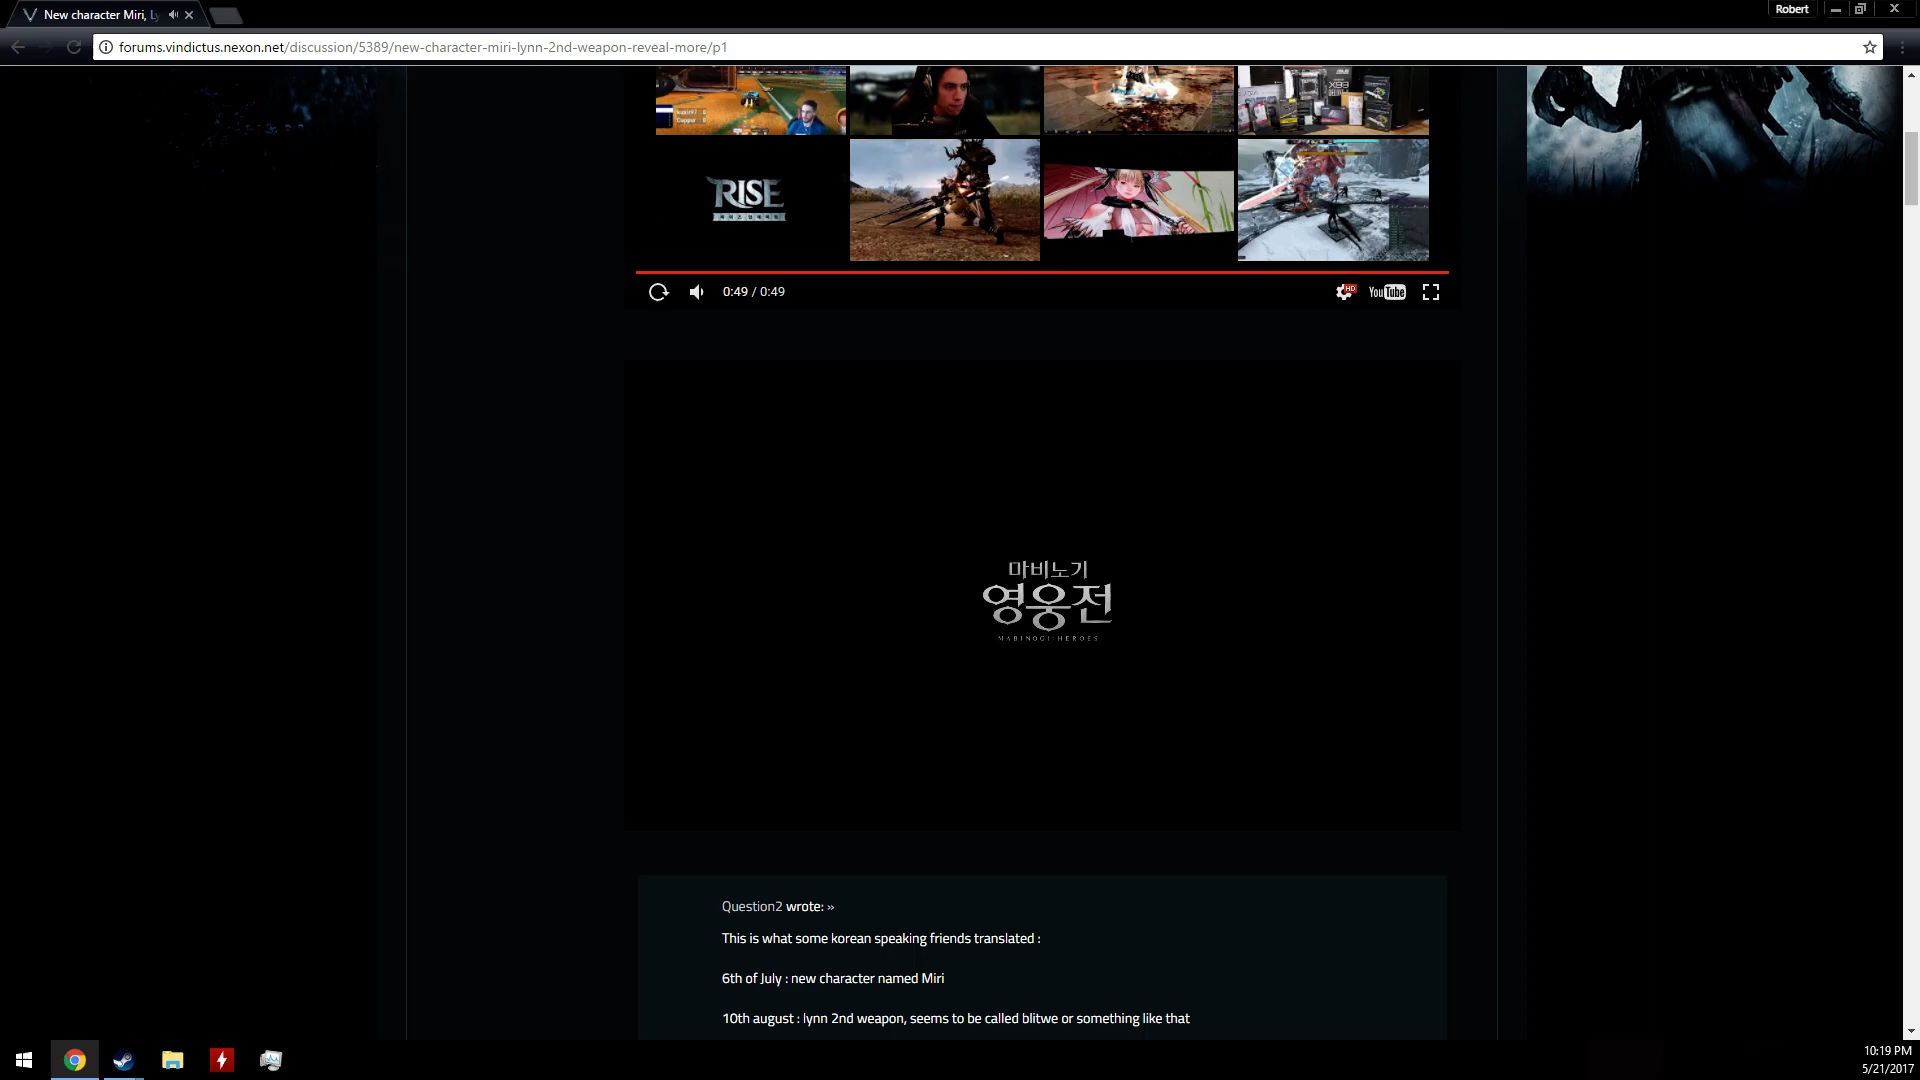 New character Miri, Ly
Robert
forums.vindictus.nexon.net/discussion/5389/new-character-miri-lynn-2nd-weapon-reveal-more/p1
X99
RISE
0:49 / 0:49
HD
YouTube
마비노기
영웅전
MABINOGI:HEROES
Question2 wrote: »
This is what some korean speaking friends translated :
6th of July : new character named Miri
10th august : lynn 2nd weapon, seems to be called blitwe or something like that
10:19 PM
5/21/2017